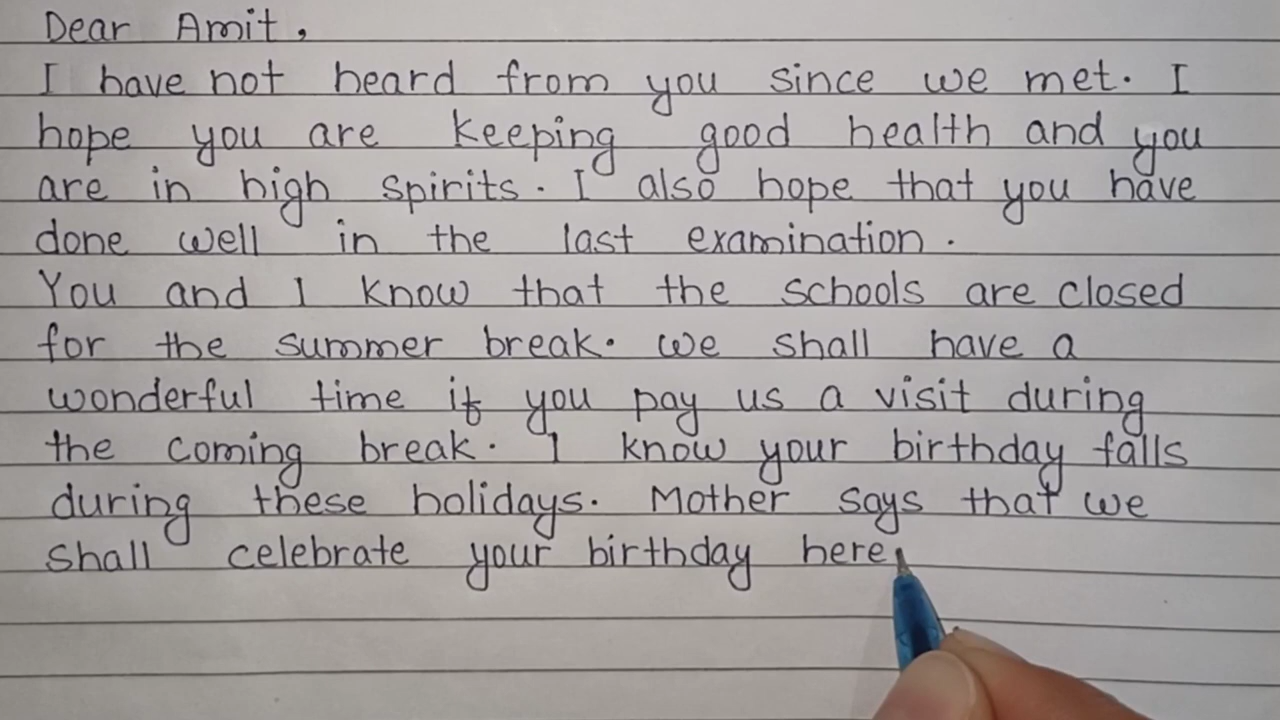 Dear Amit,
I have not heard from you since we met. I
hope you are keeping good health and you
are in high spirits. I also hope that you have
done well in the last examination.
You and I know that the schools are closed
for the summer break. we shall have a
wonderful time if you pay us a visit during
the coming break. I know your birthday falls
during these holidays. Mother says that we
shall celebrate your birthday here